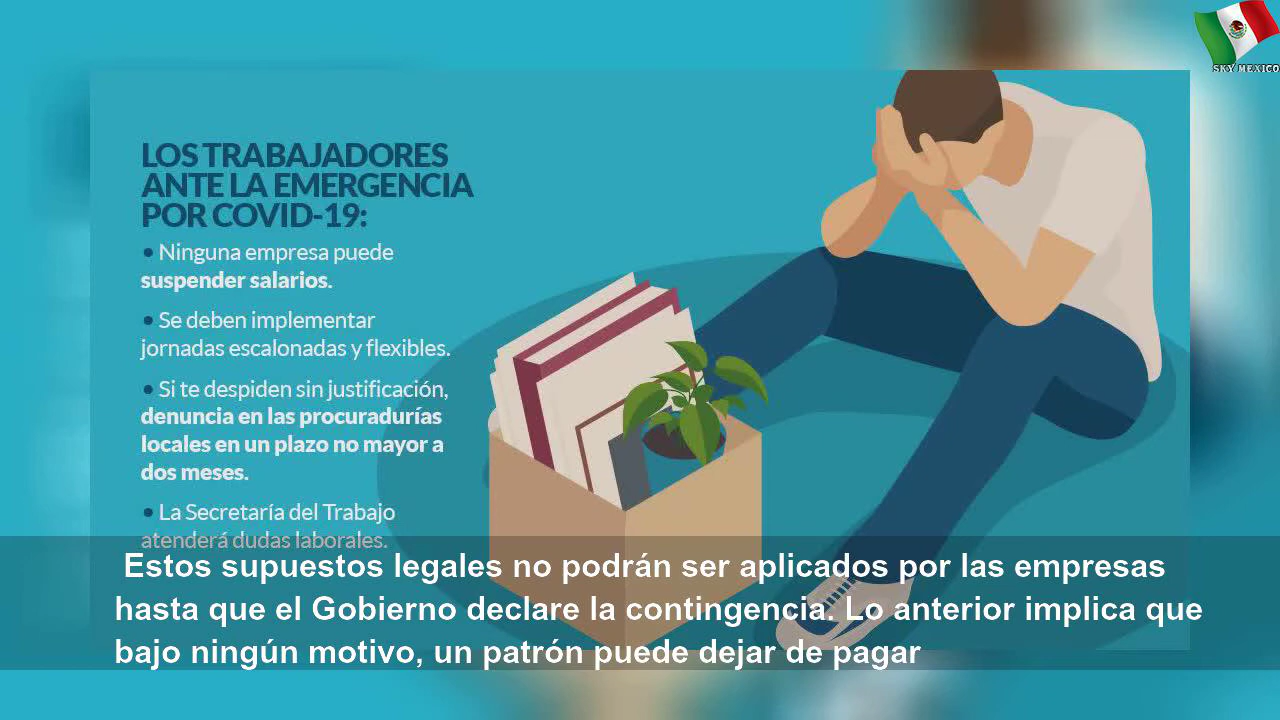 SKY MEXICO
LOS TRABAJADORES
ANTE LA EMERGENCIA
POR COVID-19:
• Ninguna empresa puede
suspender salarios.
• Se deben implementar
jornadas escalonadas y flexibles.
• Si te despiden sin justificación,
denuncia en las procuradurías
locales en un plazo no mayor a
dos meses.
• La Secretaría del Trabajo
atenderá dudas laborales.
Estos supuestos legales no podrán ser aplicados por las empresas
hasta que el Gobierno declare la contingencia. Lo anterior implica que
bajo ningún motivo, un patrón puede dejar de pagar